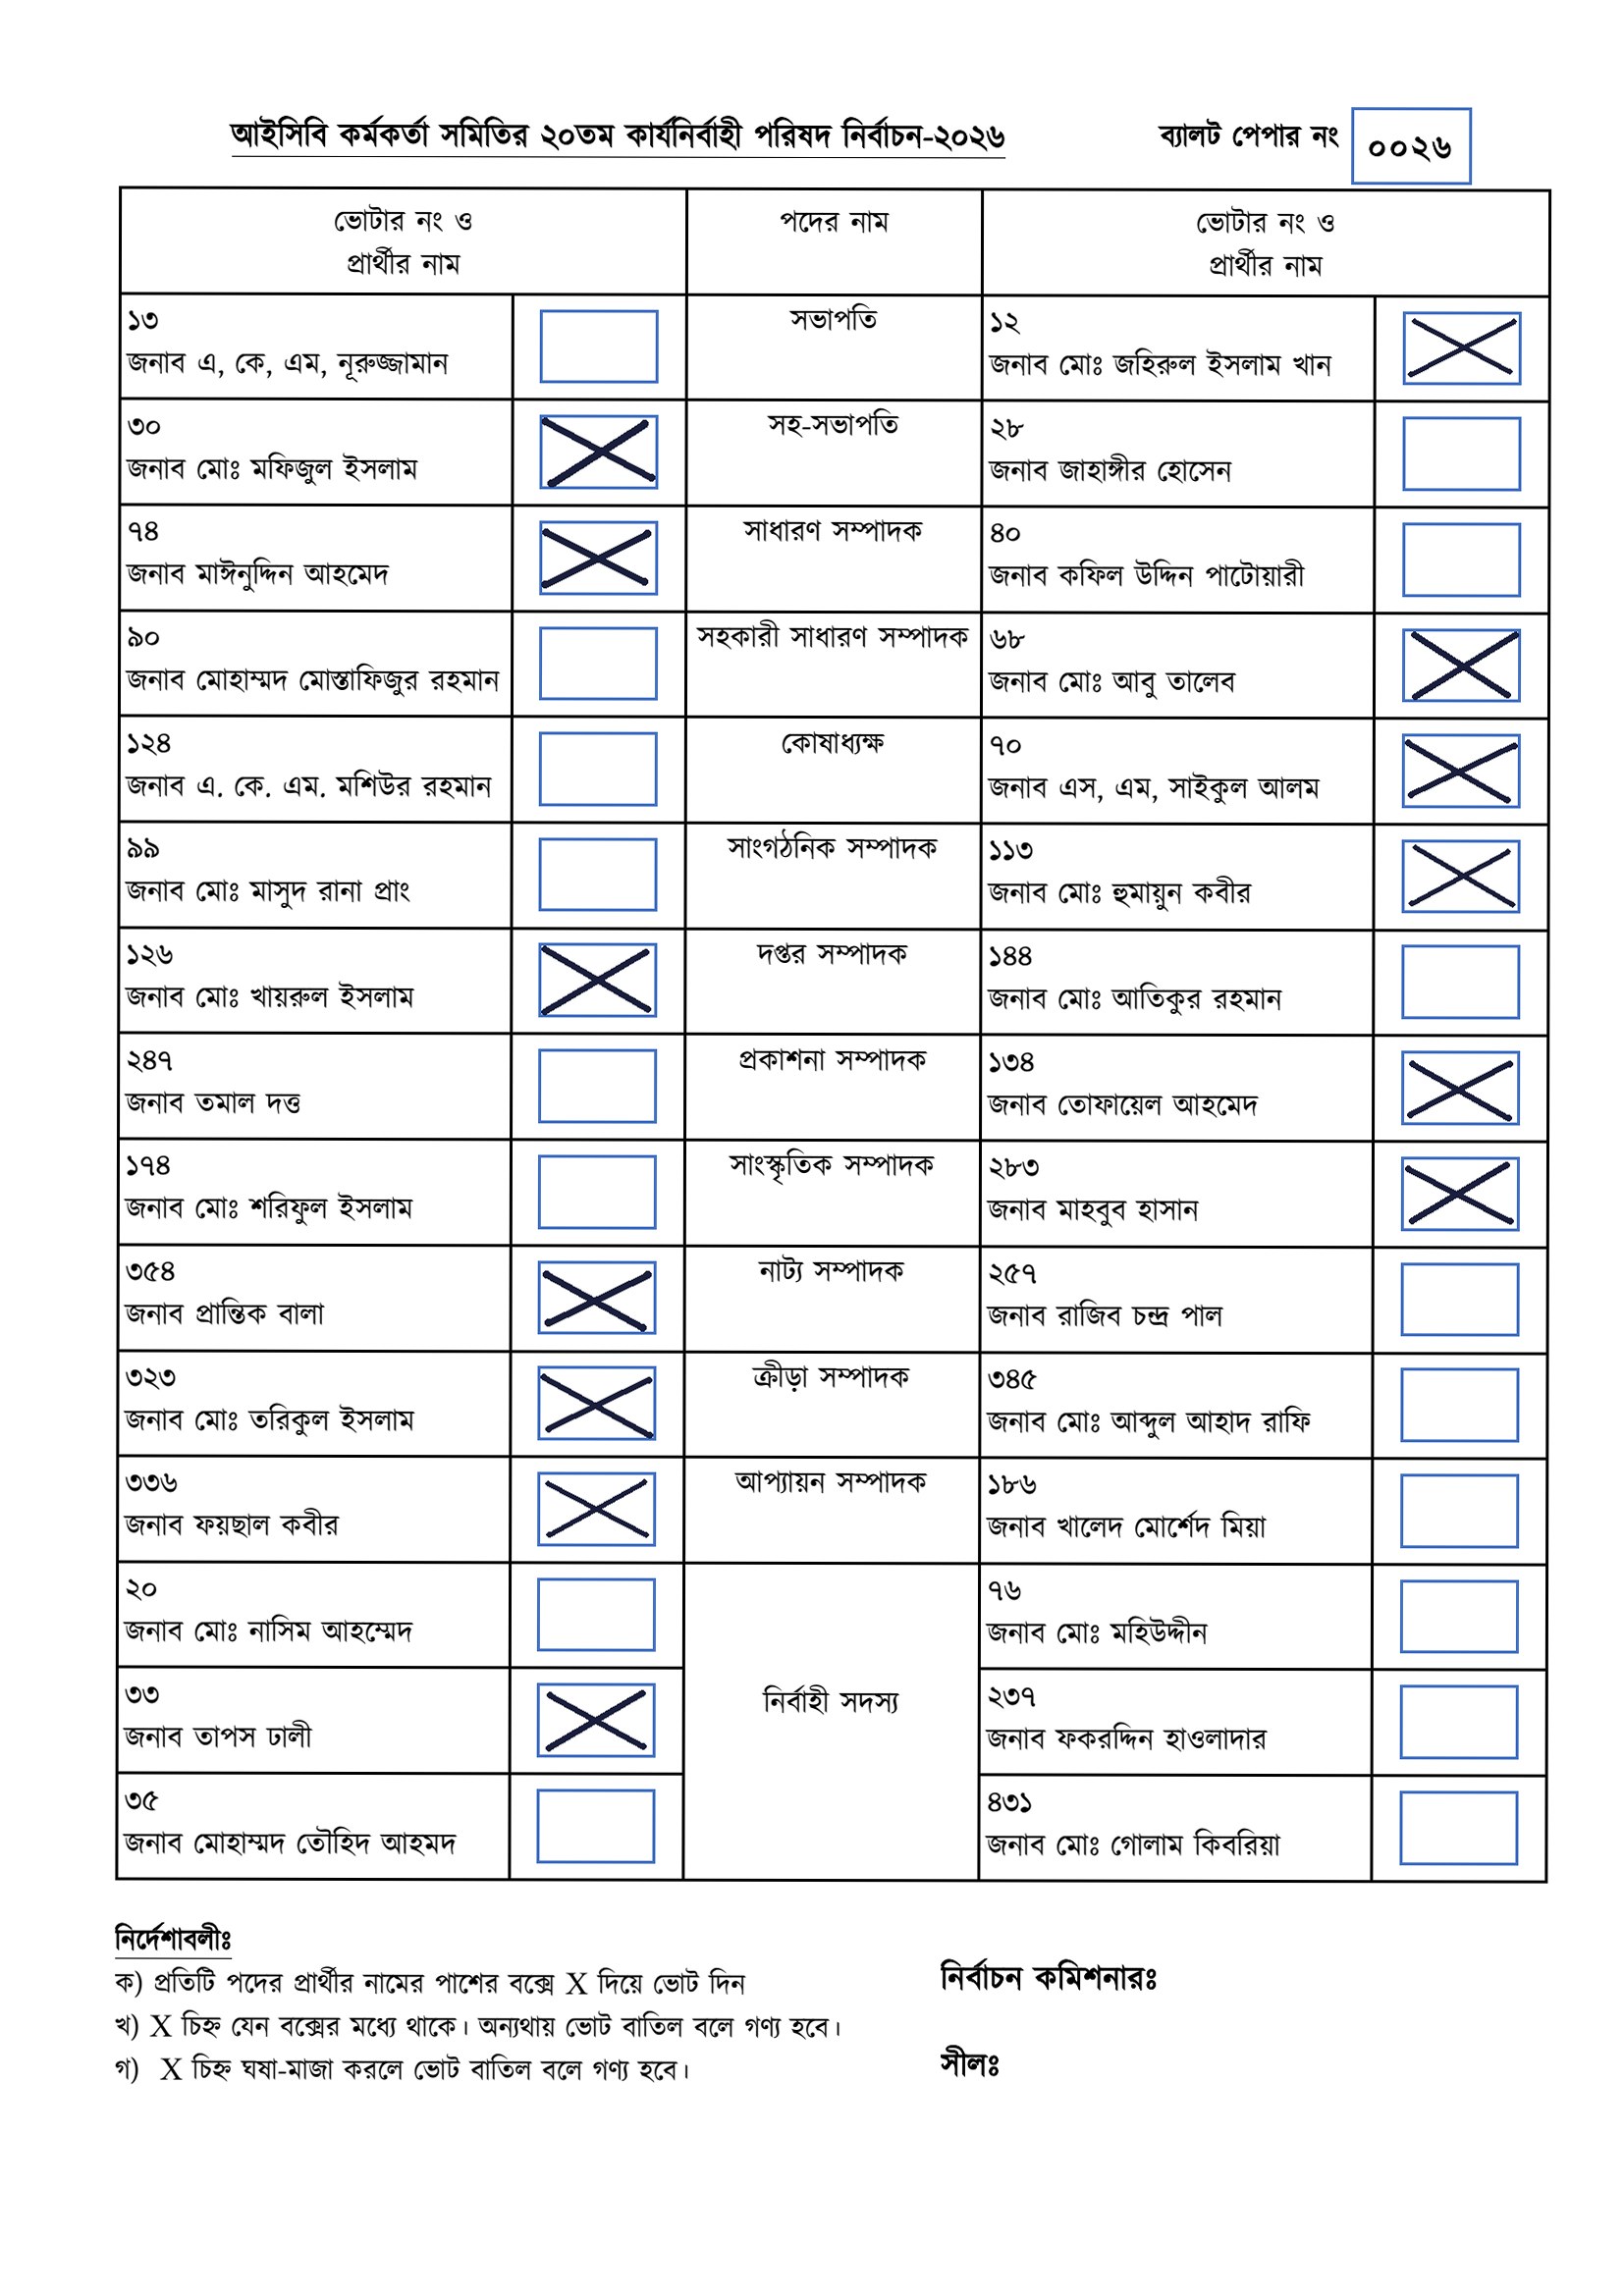 আইসিবি কর্মকর্তা সমিতির ২০তম কার্যনির্বাহী পরিষদ নির্বাচন-২০২৬
ব্যালট পেপার নং ০০২৬
ভোটার নং ও
প্রার্থীর নাম
পদের নাম
ভোটার নং ও
প্রার্থীর নাম
১৩
জনাব এ, কে, এম, নূরুজ্জামান
সভাপতি
১২
জনাব মোঃ জহিরুল ইসলাম খান
X
৩০
জনাব মোঃ মফিজুল ইসলাম
X
সহ-সভাপতি
২৮
জনাব জাহাঙ্গীর হোসেন
৭৪
জনাব মাঈনুদ্দিন আহমেদ
X
সাধারণ সম্পাদক
৪০
জনাব কফিল উদ্দিন পাটোয়ারী
৯০
জনাব মোহাম্মদ মোস্তাফিজুর রহমান
সহকারী সাধারণ সম্পাদক
৬৮
জনাব মোঃ আবু তালেব
X
১২৪
জনাব এ. কে. এম. মশিউর রহমান
কোষাধ্যক্ষ
৭০
জনাব এস, এম, সাইকুল আলম
X
৯৯
জনাব মোঃ মাসুদ রানা প্রাং
সাংগঠনিক সম্পাদক
১১৩
জনাব মোঃ হুমায়ুন কবীর
X
১২৬
জনাব মোঃ খায়রুল ইসলাম
X
দপ্তর সম্পাদক
১৪৪
জনাব মোঃ আতিকুর রহমান
২৪৭
জনাব তমাল দত্ত
প্রকাশনা সম্পাদক
১৩৪
জনাব তোফায়েল আহমেদ
X
১৭৪
জনাব মোঃ শরিফুল ইসলাম
সাংস্কৃতিক সম্পাদক
২৮৩
জনাব মাহবুব হাসান
X
৩৫৪
জনাব প্রান্তিক বালা
X
নাট্য সম্পাদক
২৫৭
জনাব রাজিব চন্দ্র পাল
৩২৩
জনাব মোঃ তরিকুল ইসলাম
X
ক্রীড়া সম্পাদক
৩৪৫
জনাব মোঃ আব্দুল আহাদ রাফি
৩৩৬
জনাব ফয়ছাল কবীর
X
আপ্যায়ন সম্পাদক
১৮৬
জনাব খালেদ মোর্শেদ মিয়া
২০
জনাব মোঃ নাসিম আহম্মেদ
৭৬
জনাব মোঃ মহিউদ্দীন
৩৩
জনাব তাপস ঢালী
X
নির্বাহী সদস্য
২৩৭
জনাব ফকরদ্দিন হাওলাদার
৩৫
জনাব মোহাম্মদ তৌহিদ আহমদ
৪৩১
জনাব মোঃ গোলাম কিবরিয়া
নির্দেশাবলীঃ
ক) প্রতিটি পদের প্রার্থীর নামের পাশের বক্সে X দিয়ে ভোট দিন
খ) X চিহ্ন যেন বক্সের মধ্যে থাকে। অন্যথায় ভোট বাতিল বলে গণ্য হবে।
গ) X চিহ্ন ঘষা-মাজা করলে ভোট বাতিল বলে গণ্য হবে।
নির্বাচন কমিশনারঃ
সীলঃ